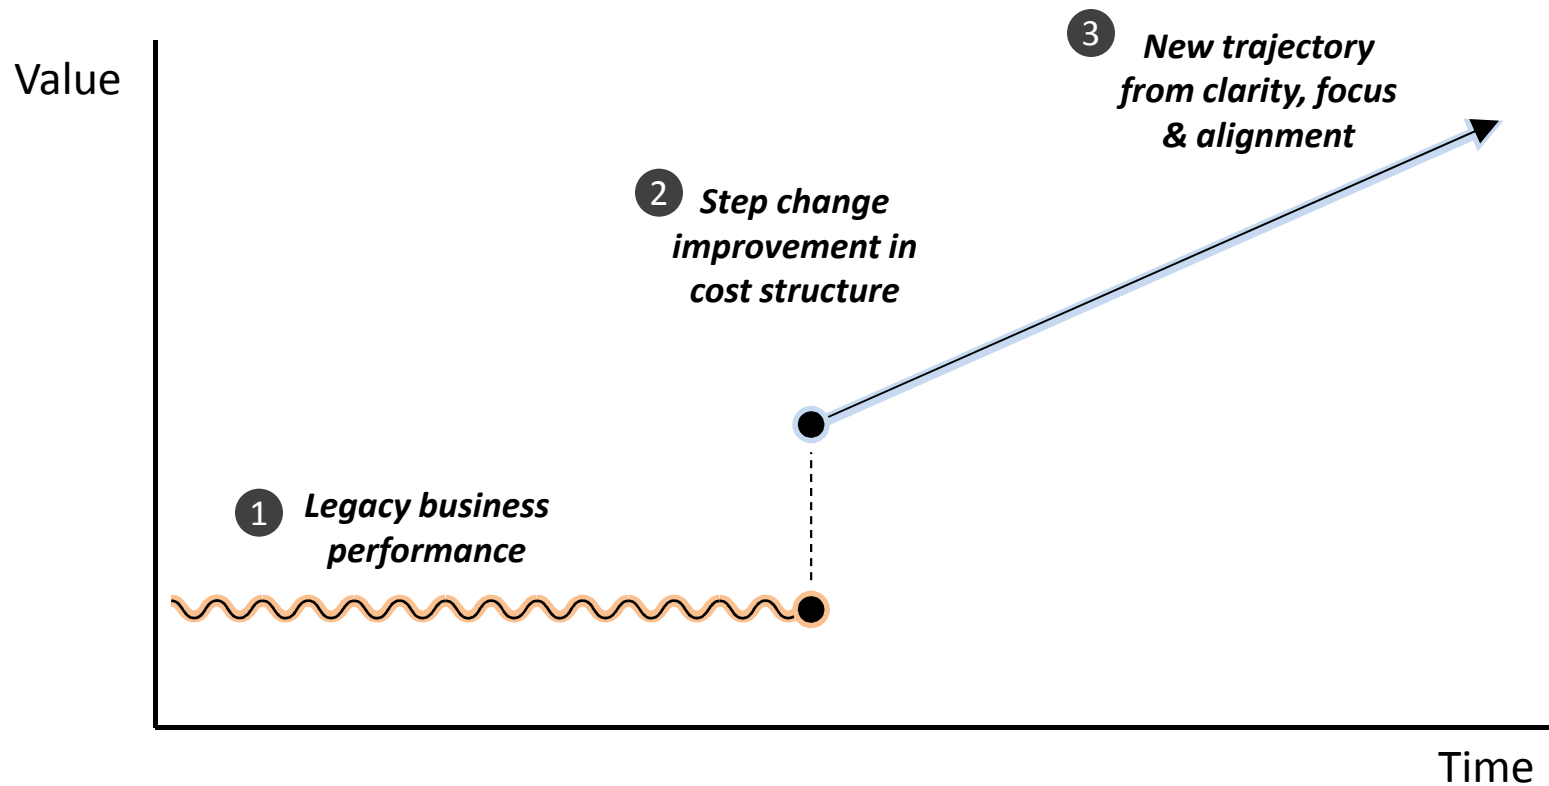 Value
3
New trajectory
from clarity, focus
& alignment
2
Step change
improvement in
cost structure
1
Legacy business
performance
Time